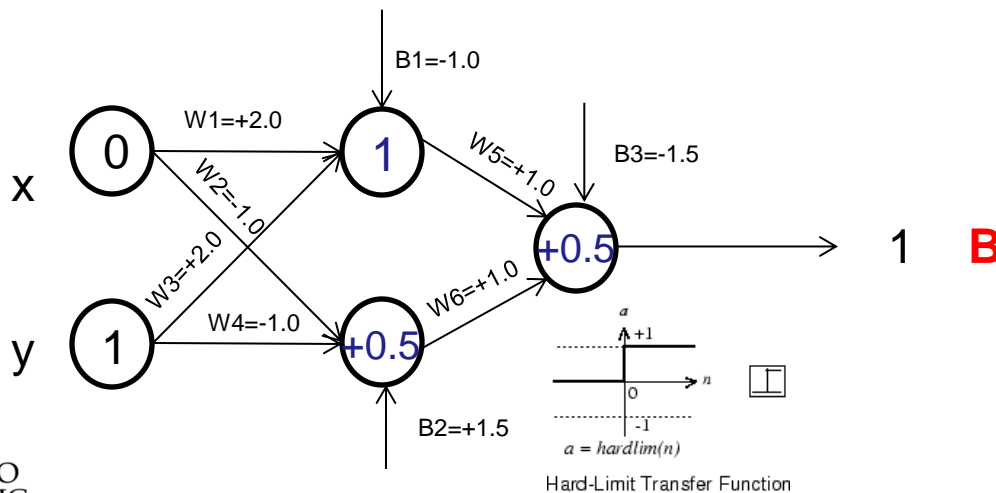 B1=-1.0
W1=+2.0
0
1
W5=+1.0
B3=-1.5
x
W2=-1.0
+0.5
1
B
W3=+2.0
W6=+1.0
y
1
W4=-1.0
+0.5
a
+1
n
0
-1
B2=+1.5
a = hardlim(n)
Hard-Limit Transfer Function